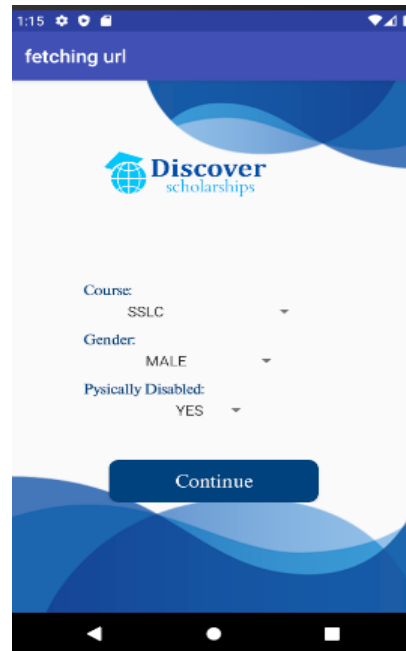 1:15
fetching url
Discover
scholarships
Course:
SSLC
Gender:
MALE
Pysically Disabled:
YES
Continue